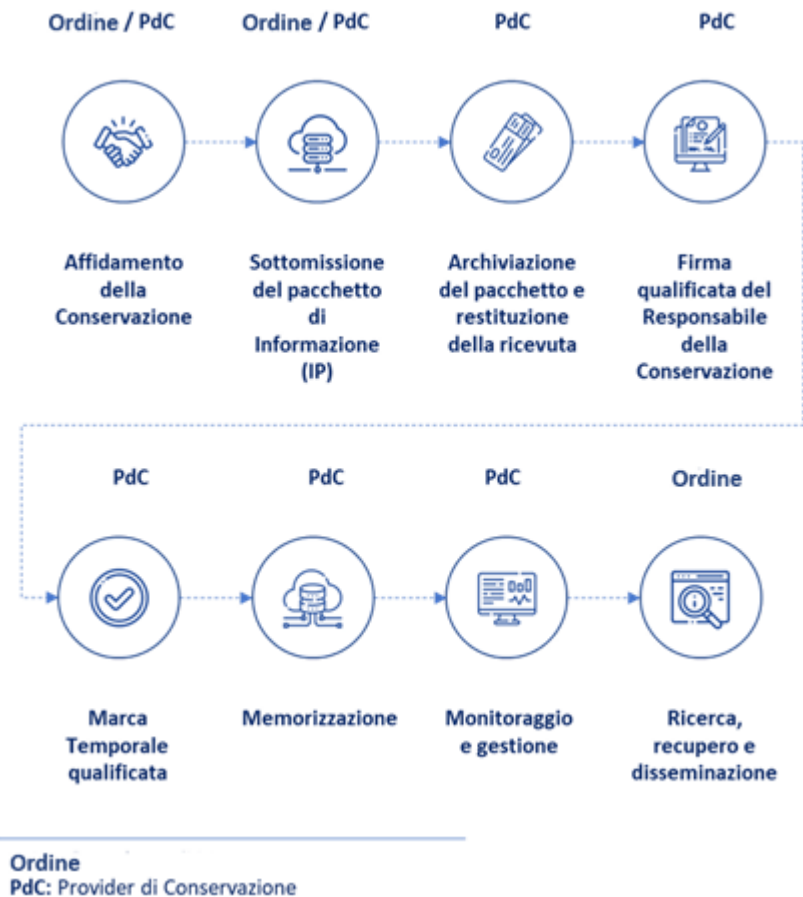 Ordine / PdC
Ordine / PdC
PdC
PdC
Affidamento
della
Conservazione
Sottomissione
del pacchetto
di
Informazione
(IP)
Archiviazione
del pacchetto e
restituzione
della ricevuta
Firma
qualificata del
Responsabile
della
Conservazione
PdC
PdC
PdC
Ordine
Marca
Temporale
qualificata
Memorizzazione
Monitoraggio
e gestione
Ricerca,
recupero e
disseminazione
Ordine
PdC: Provider di Conservazione